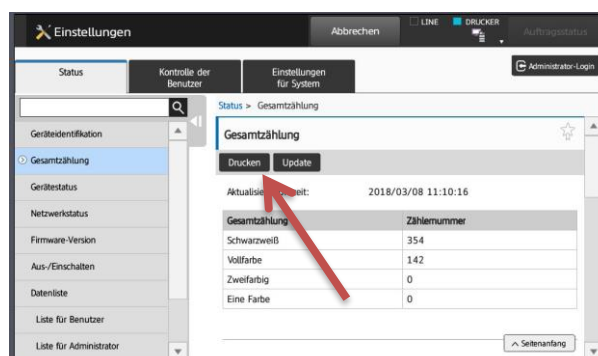 Einstellungen
Abbrechen
LINE
DRUCKER
Auftragsstatus
Status
Kontrolle der
Benutzer
Einstellungen
für System
Administrator-Login
Status > Gesamtzählung
Geräteidentifikation
Gesamtzählung
Gerätestatus
Netzwerkstatus
Firmware-Version
Aus-/Einschalten
Datenliste
Liste für Benutzer
Liste für Administrator
Gesamtzählung
Drucken Update
2018/03/08 11:10:16
Gesamtzählung Zählernummer
Schwarzweiß 354
Vollfarbe 142
Zweifarbig 0
Eine Farbe 0
Seitenanfang